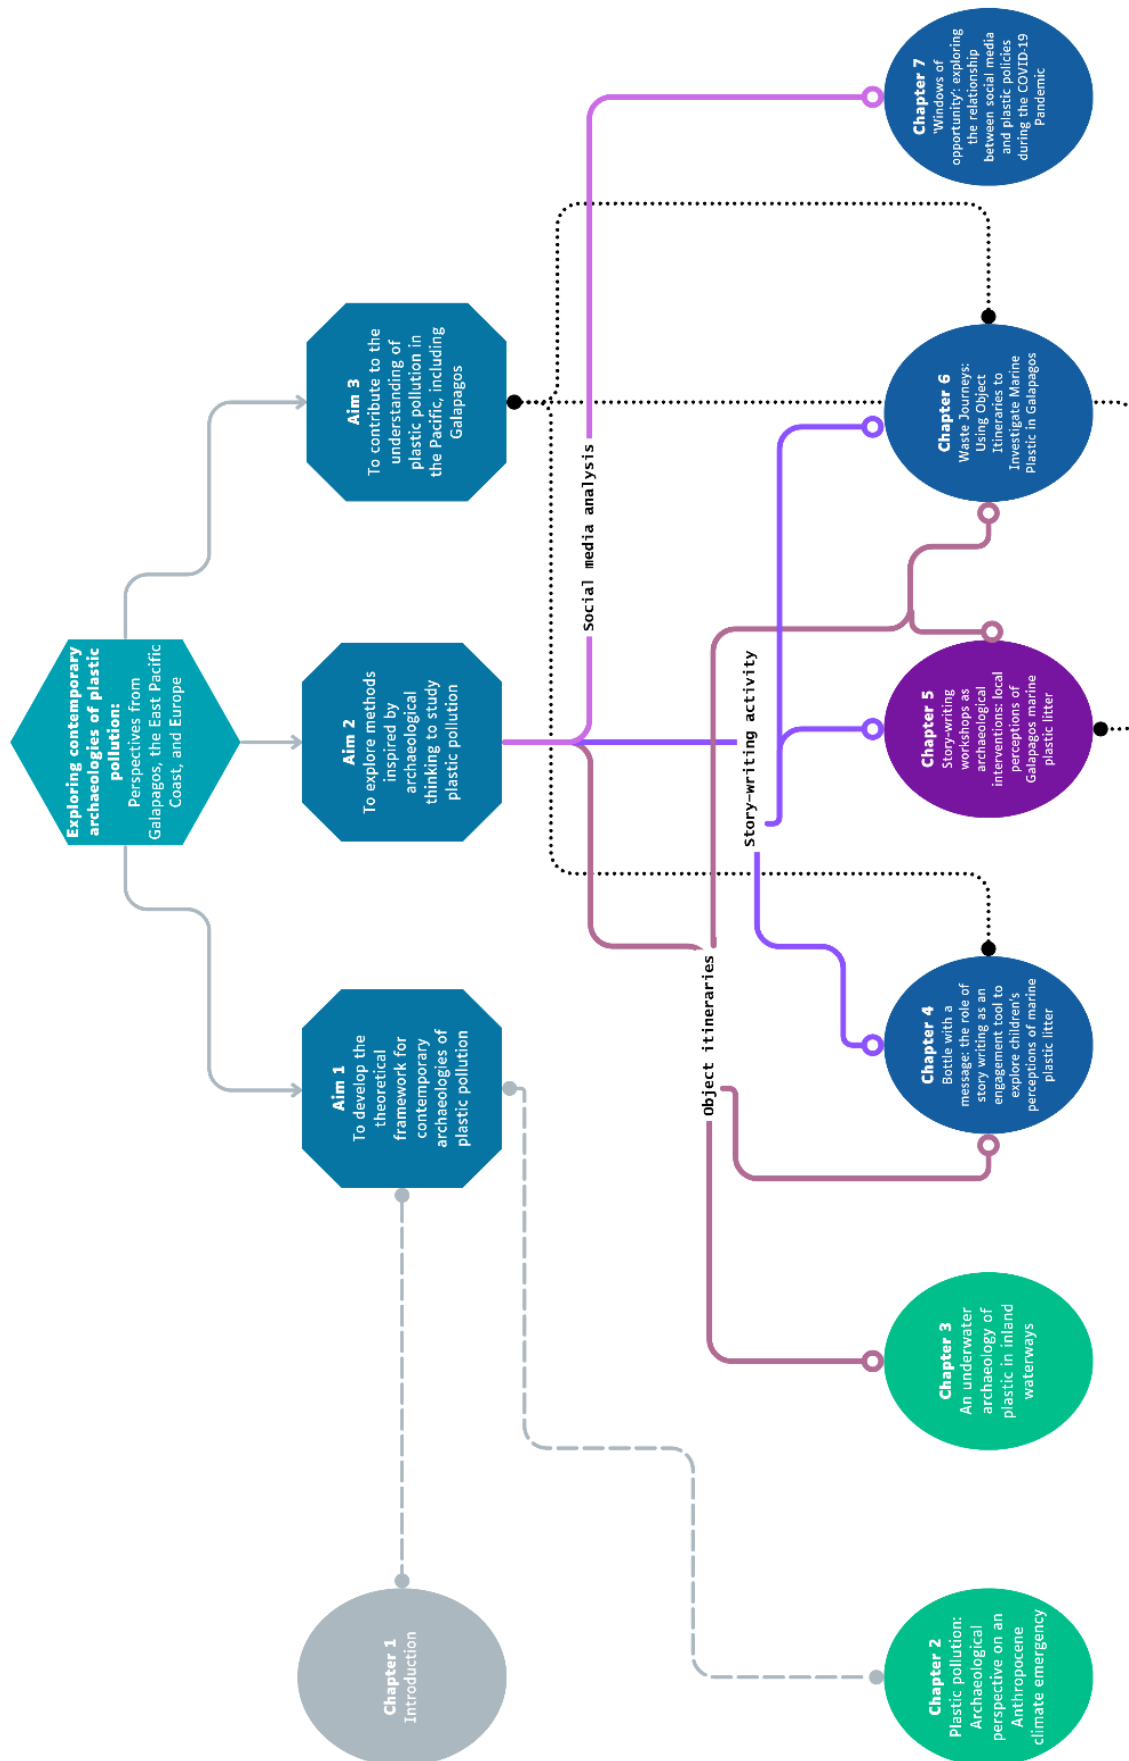 Exploring contemporary
archaeologies of plastic
pollution:
Perspectives from
Galapagos, the East Pacific
Coast, and Europe
Chapter 1
Introduction
Aim 1
To develop the
theoretical
framework for
contemporary
archaeologies of
plastic pollution
Aim 2
To explore methods
inspired by
archaeological
thinking to study
plastic pollution
Aim 3
To contribute to the
understanding of
plastic pollution in
the Pacific, including
Galapagos
Social media analysis
Object itineraries
Story-writing activity
Chapter 2
Plastic pollution:
Archaeological
perspective on an
Anthropocene
climate emergency
Chapter 3
An underwater
archaeology of
plastic in inland
waterways
Chapter 4
Bottle with a
message: the role of
story writing as an
engagement tool to
explore children's
perceptions of marine
plastic litter
Chapter 5
Story-writing
workshops as
archaeological
interventions: local
perceptions of
Galapagos marine
plastic litter
Chapter 6
Waste Journeys:
Using Object
Itineraries to
Investigate Marine
Plastic in Galapagos
Chapter 7
'Windows of
opportunity': exploring
the relationship
between social media
and plastic policies
during the COVID-19
Pandemic